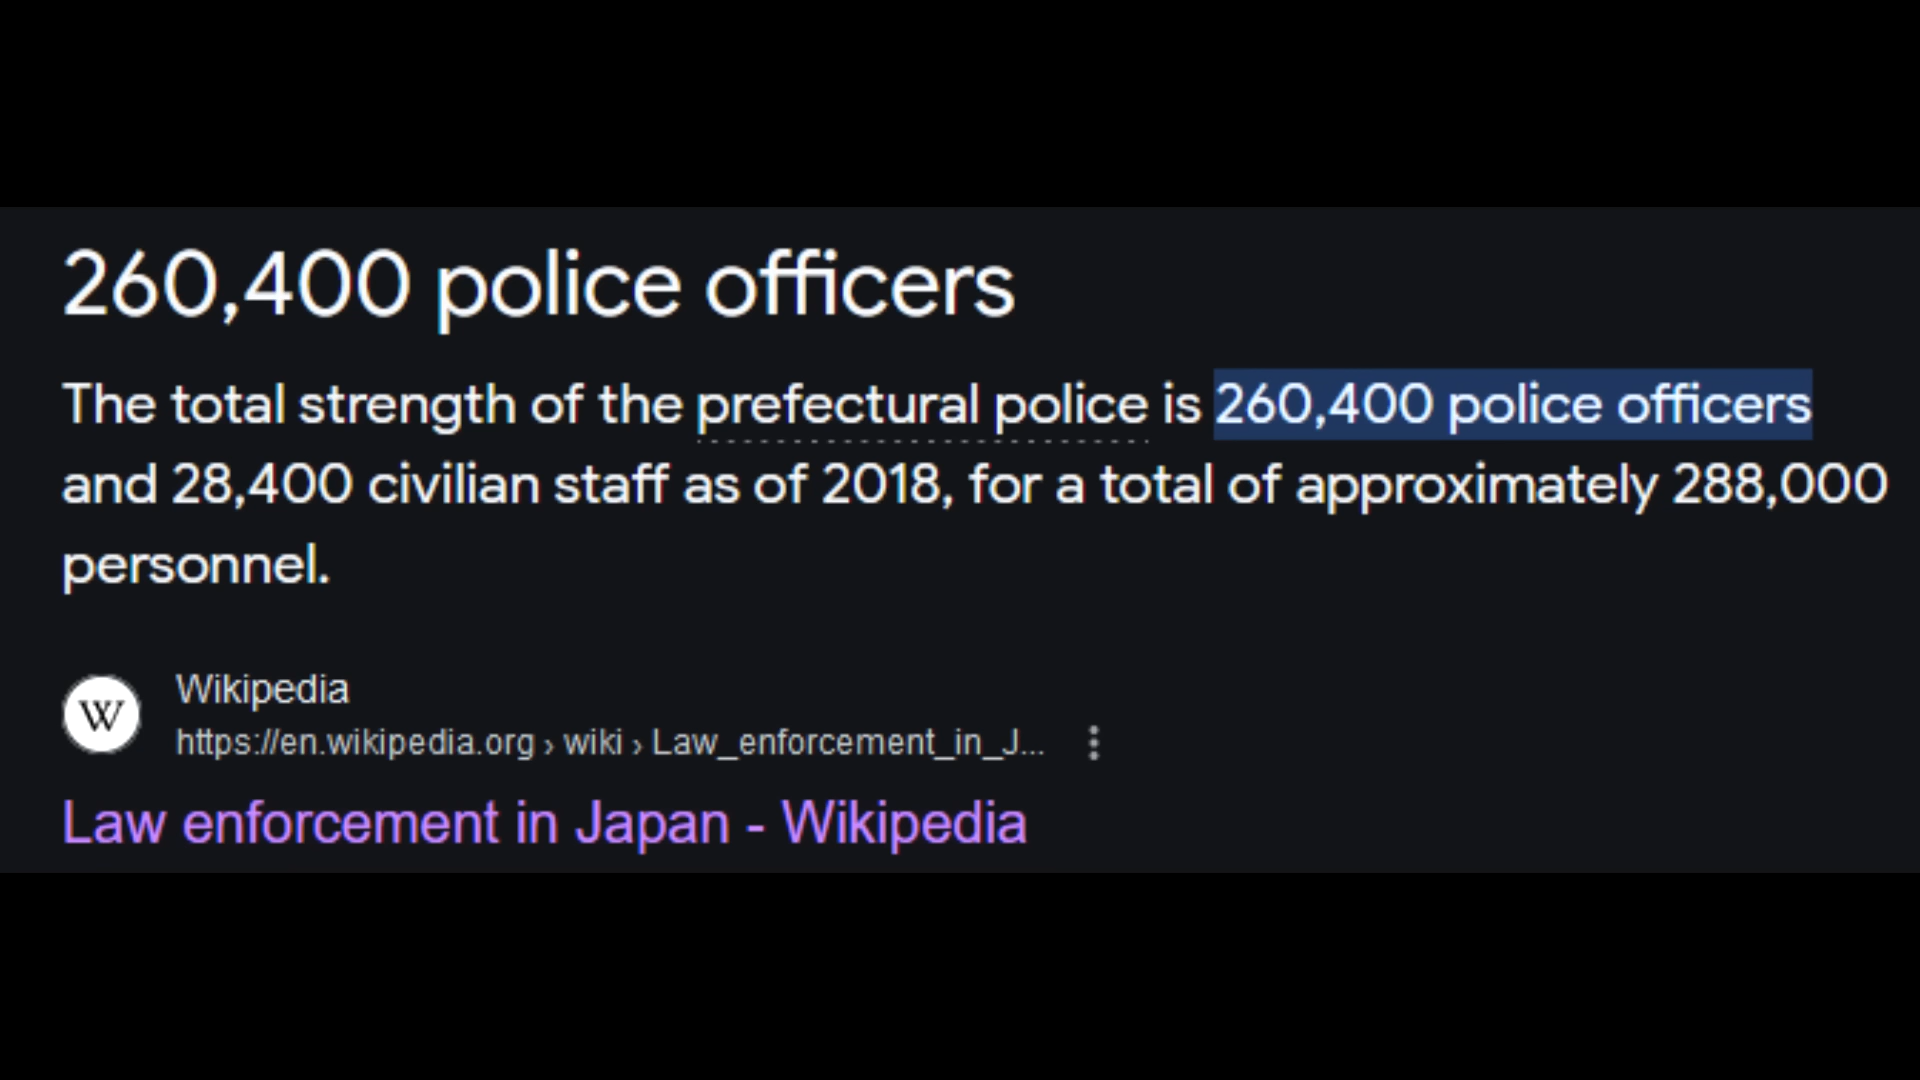 260,400 police officers
The total strength of the prefectural police is 260,400 police officers
and 28,400 civilian staff as of 2018, for a total of approximately 288,000
personnel.
W
Wikipedia
https://en.wikipedia.org › wiki › Law_enforcement_in_J...
Law enforcement in Japan - Wikipedia